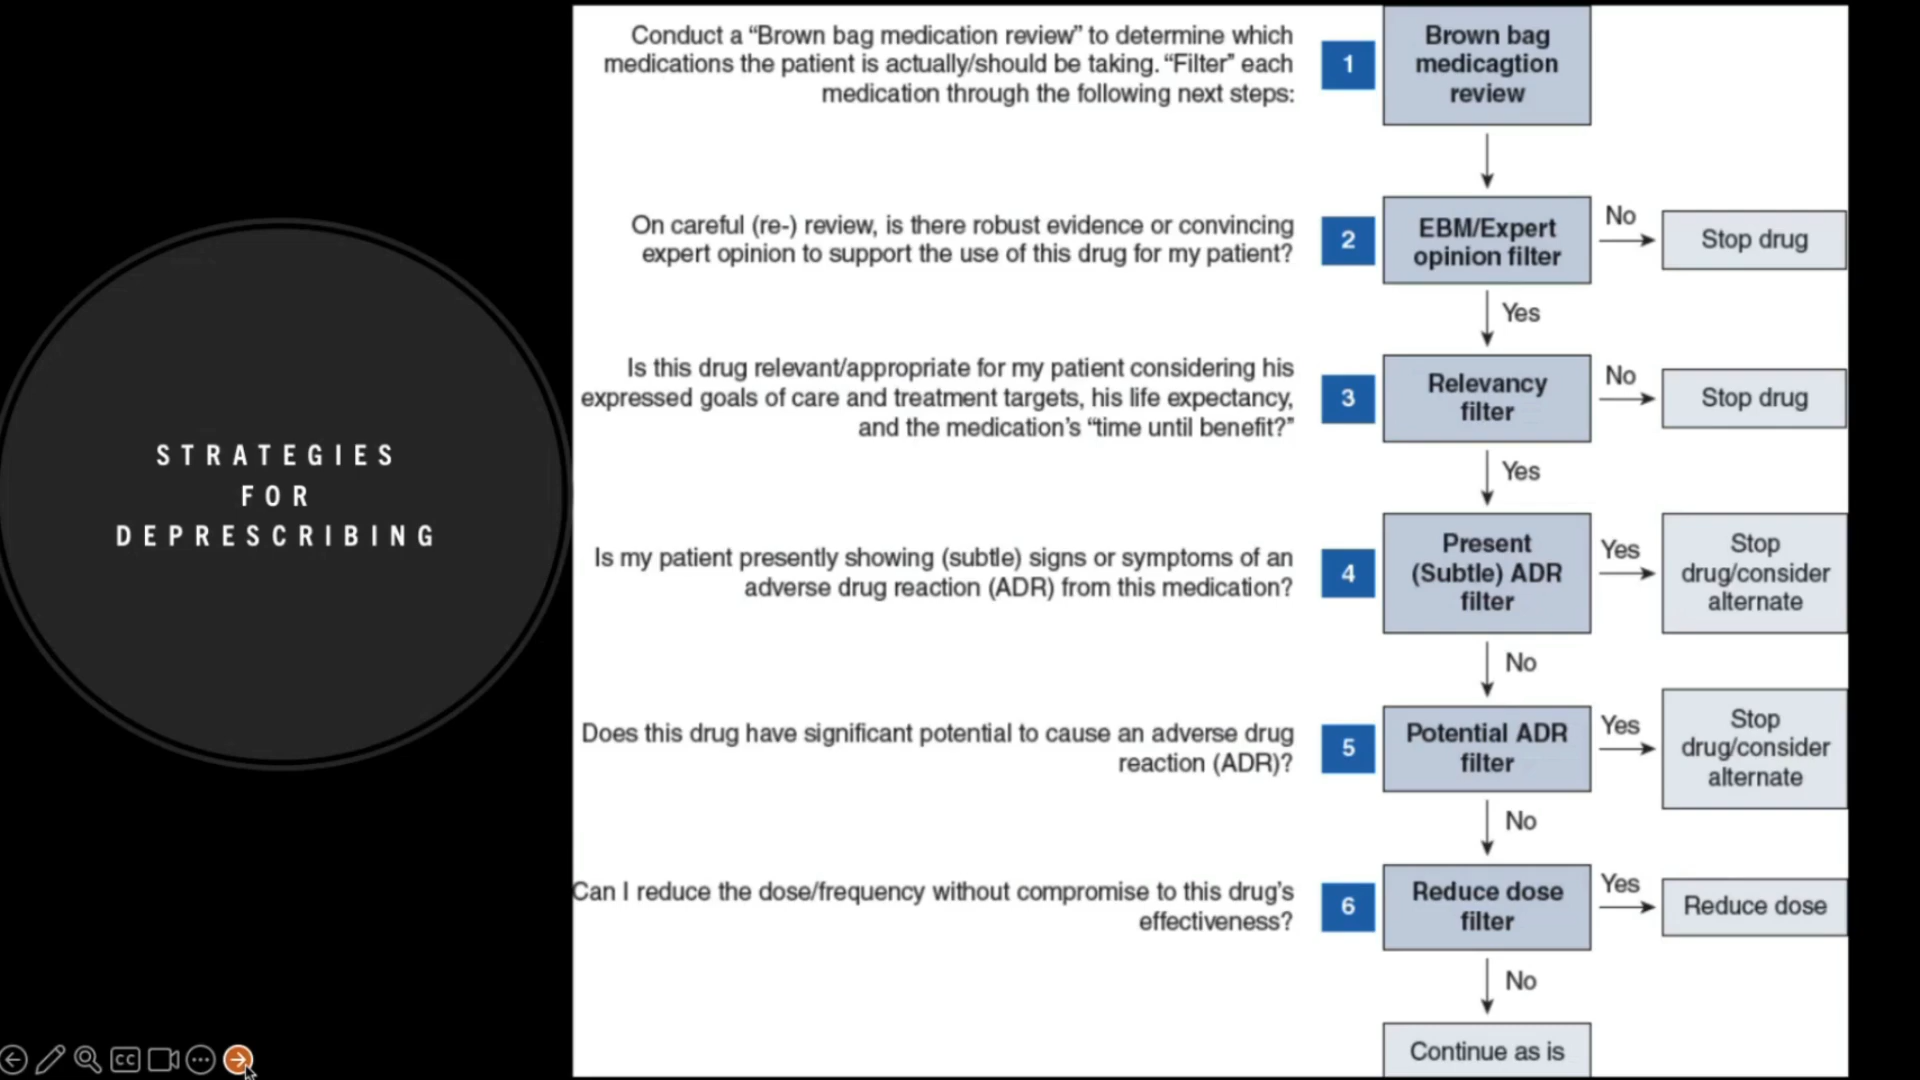 STRATEGIES
FOR
DEPRESCRIBING
Conduct a “Brown bag medication review” to determine which
medications the patient is actually/should be taking. “Filter” each
medication through the following next steps:
1
Brown bag
medicagtion
review
On careful (re-) review, is there robust evidence or convincing
expert opinion to support the use of this drug for my patient?
2
EBM/Expert
opinion filter
No
Stop drug
Yes
Is this drug relevant/appropriate for my patient considering his
expressed goals of care and treatment targets, his life expectancy,
and the medication’s “time until benefit?”
3
Relevancy
filter
No
Stop drug
Yes
Is my patient presently showing (subtle) signs or symptoms of an
adverse drug reaction (ADR) from this medication?
4
Present
(Subtle) ADR
filter
Yes
Stop
drug/consider
alternate
No
Does this drug have significant potential to cause an adverse drug
reaction (ADR)?
5
Potential ADR
filter
Yes
Stop
drug/consider
alternate
No
Can I reduce the dose/frequency without compromise to this drug’s
effectiveness?
6
Reduce dose
filter
Yes
Reduce dose
No
Continue as is
CC